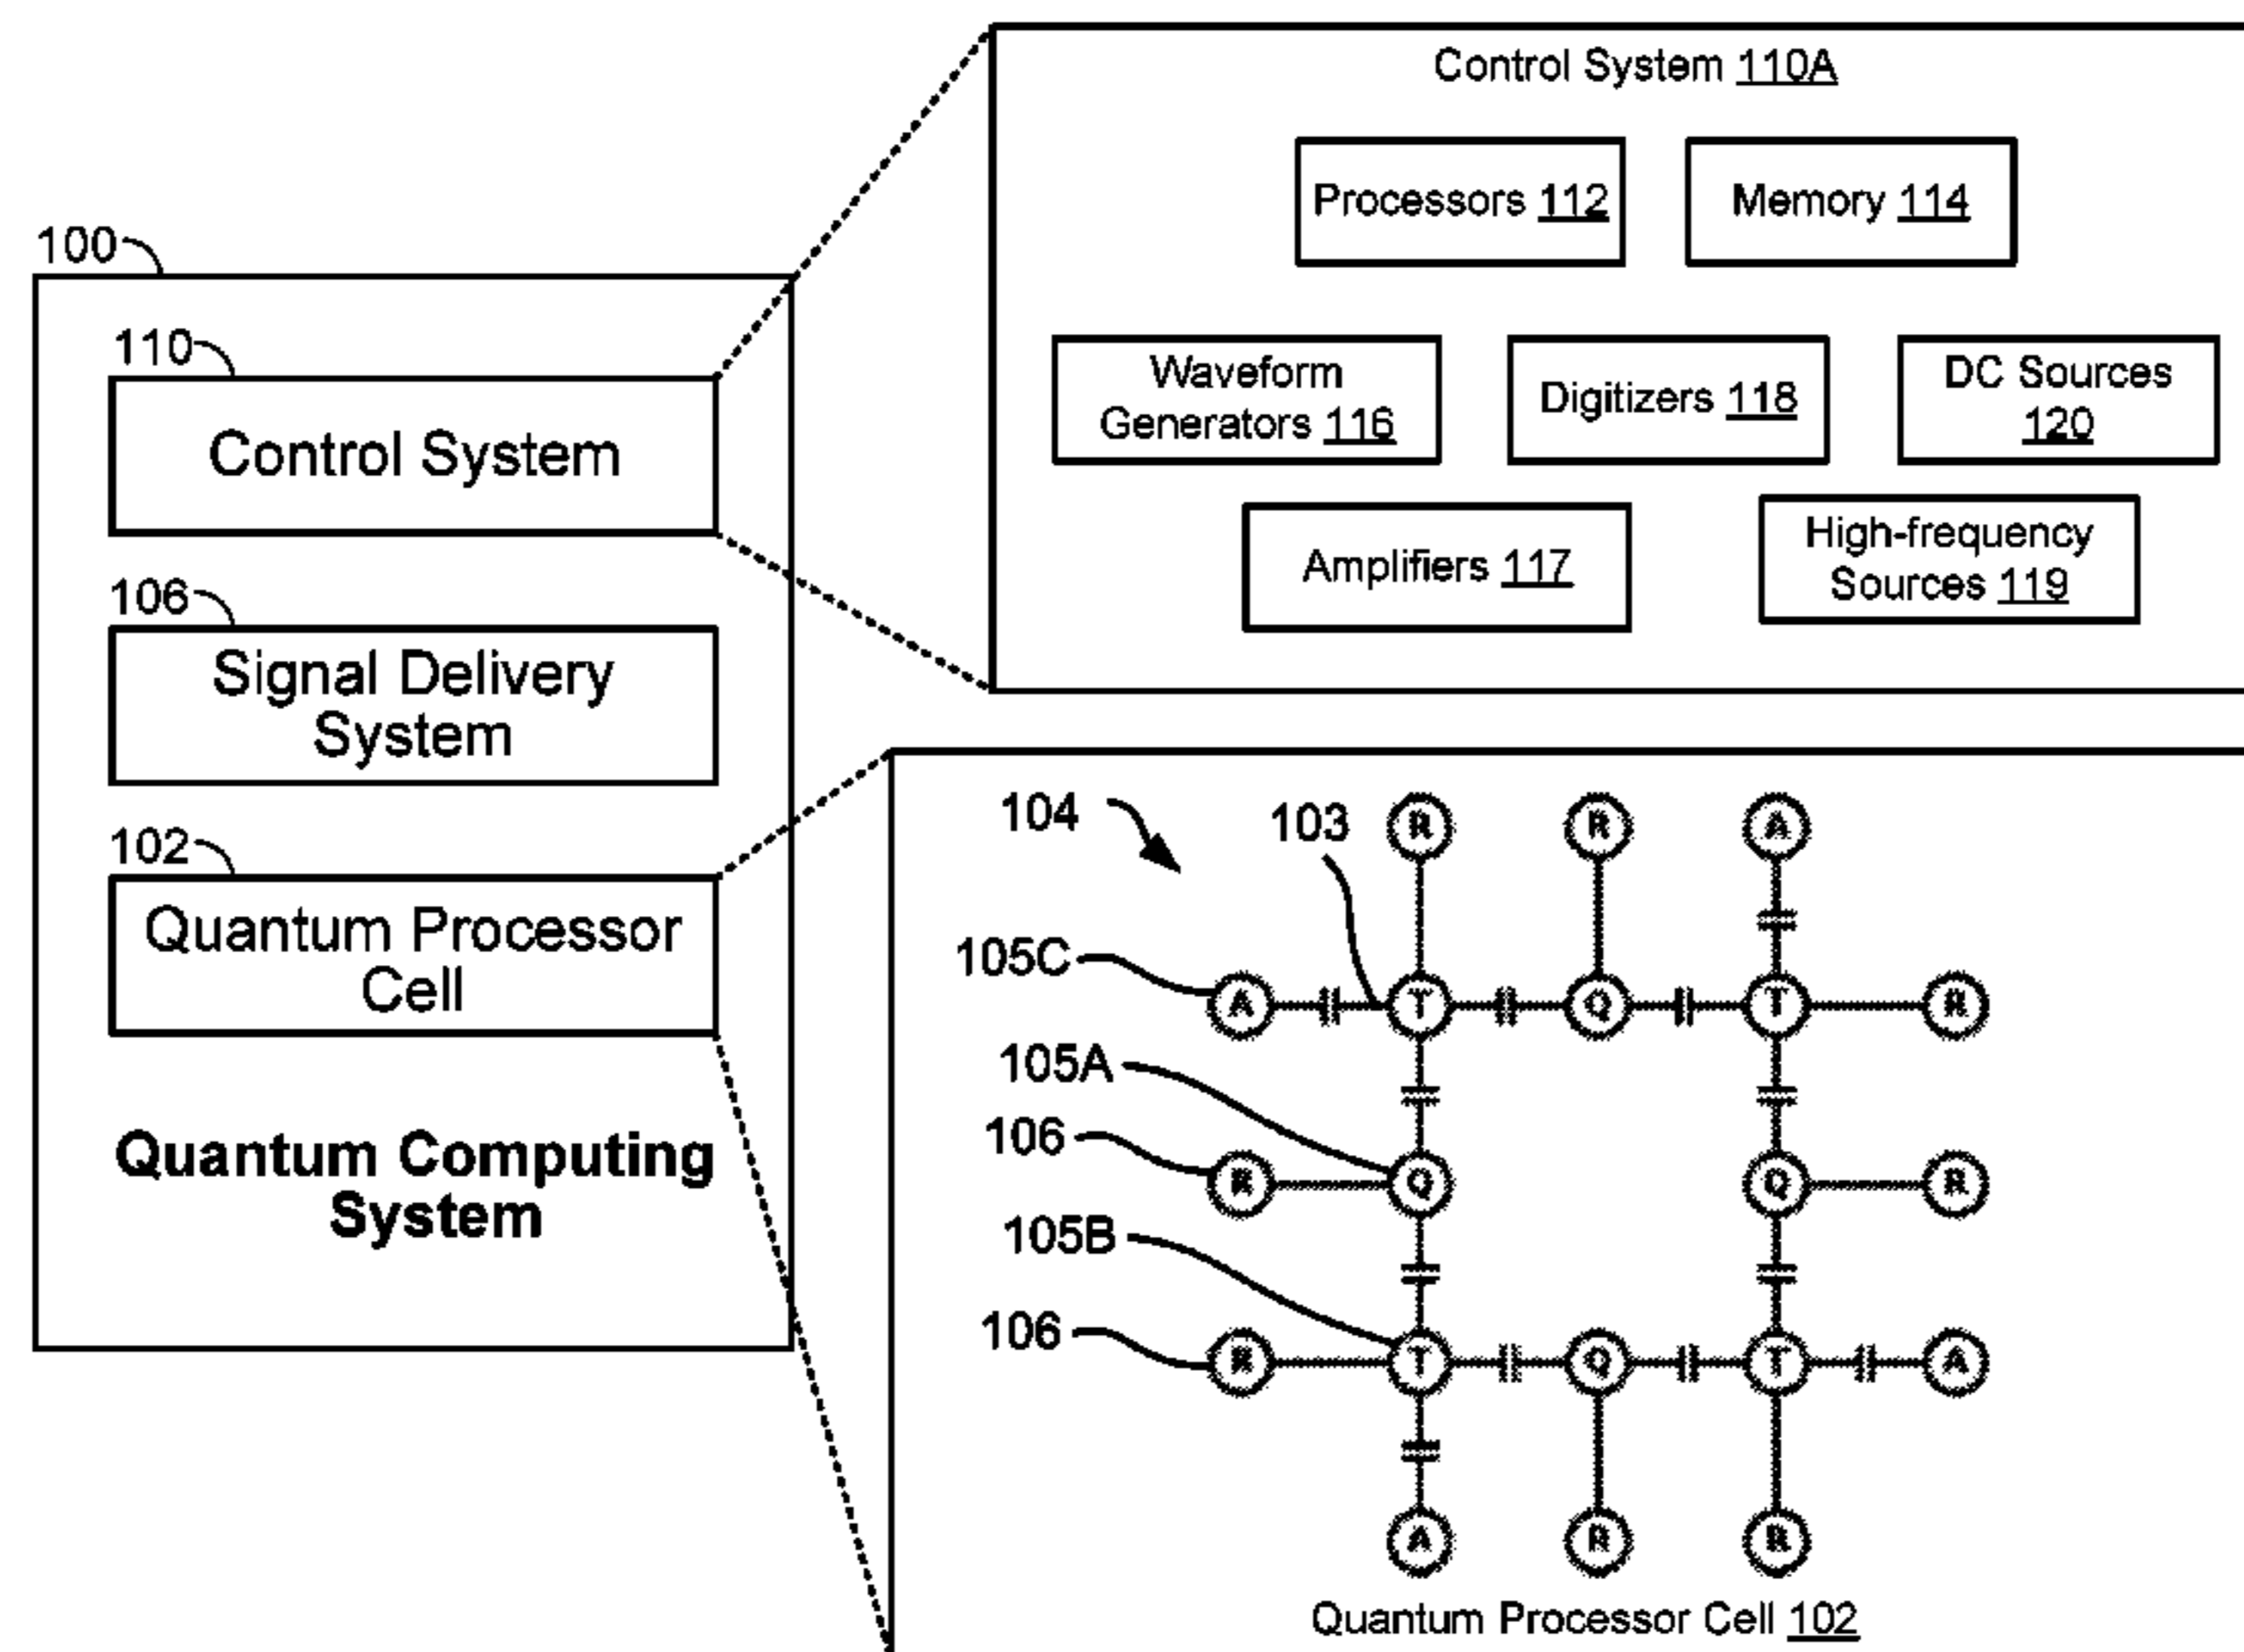 100
110
Control System
106
Signal Delivery
System
102
Quantum Processor
Cell
Quantum Computing
System
Control System 110A
Processors 112
Memory 114
Waveform
Generators 116
Digitizers 118
DC Sources
120
Amplifiers 117
High-frequency
Sources 119
104
103
R R A
105C
A T Q T R
105A
106
R Q Q R
105B
106
R T Q T A
A R R
Quantum Processor Cell 102